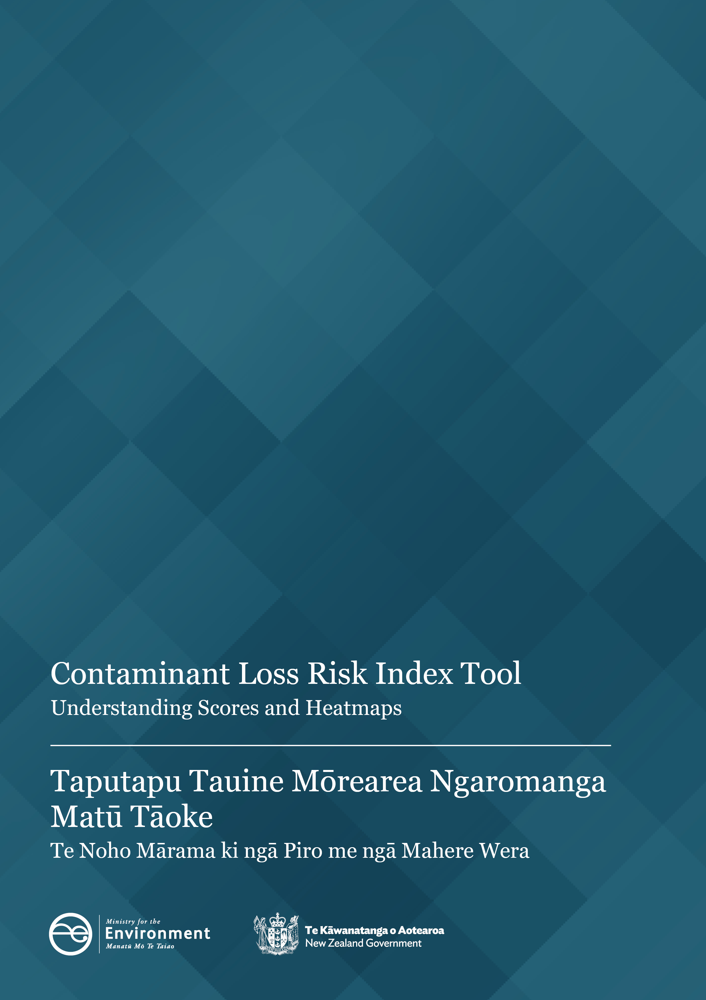 Contaminant Loss Risk Index Tool
Understanding Scores and Heatmaps
Taputapu Tauine Mōrearea Ngaromanga
Matū Tāoke
Te Noho Mārama ki ngā Piro me ngā Mahere Wera
Ministry for the
Environment
Manatū Mō Te Taiao
Te Kāwanatanga o Aotearoa
New Zealand Government